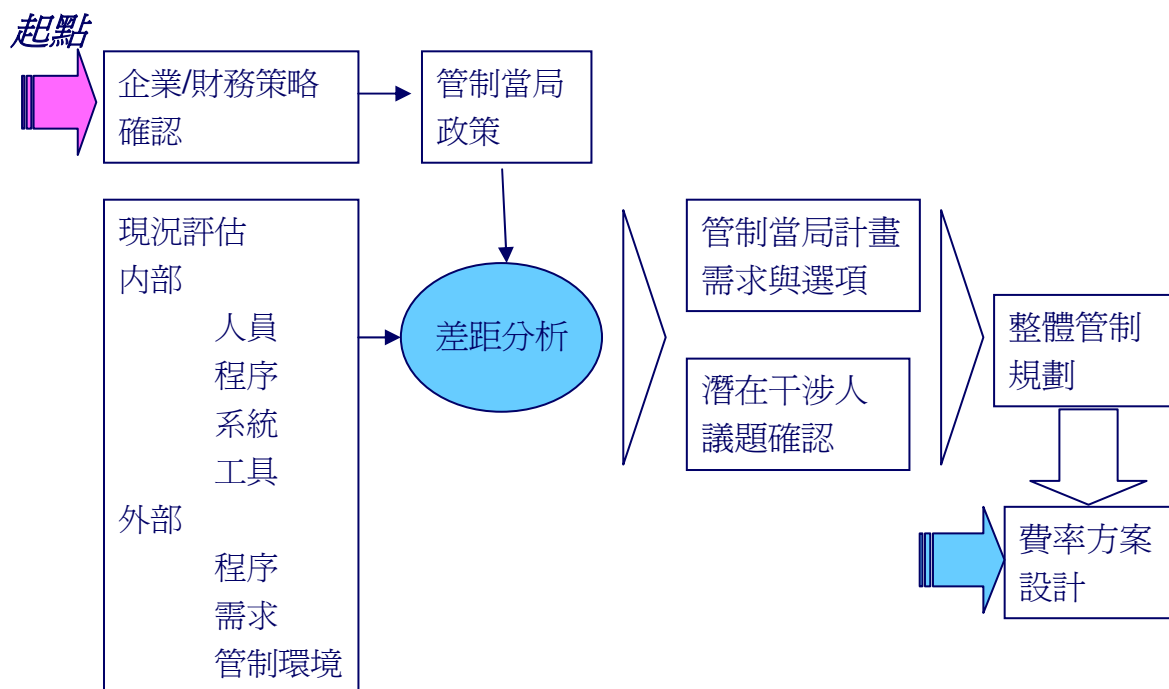 起點
企業/財務策略
確認
管制當局
政策
現況評估
內部
人員
程序
系統
工具
外部
程序
需求
管制環境
差距分析
管制當局計畫
需求與選項
潛在干涉人
議題確認
整體管制
規劃
費率方案
設計